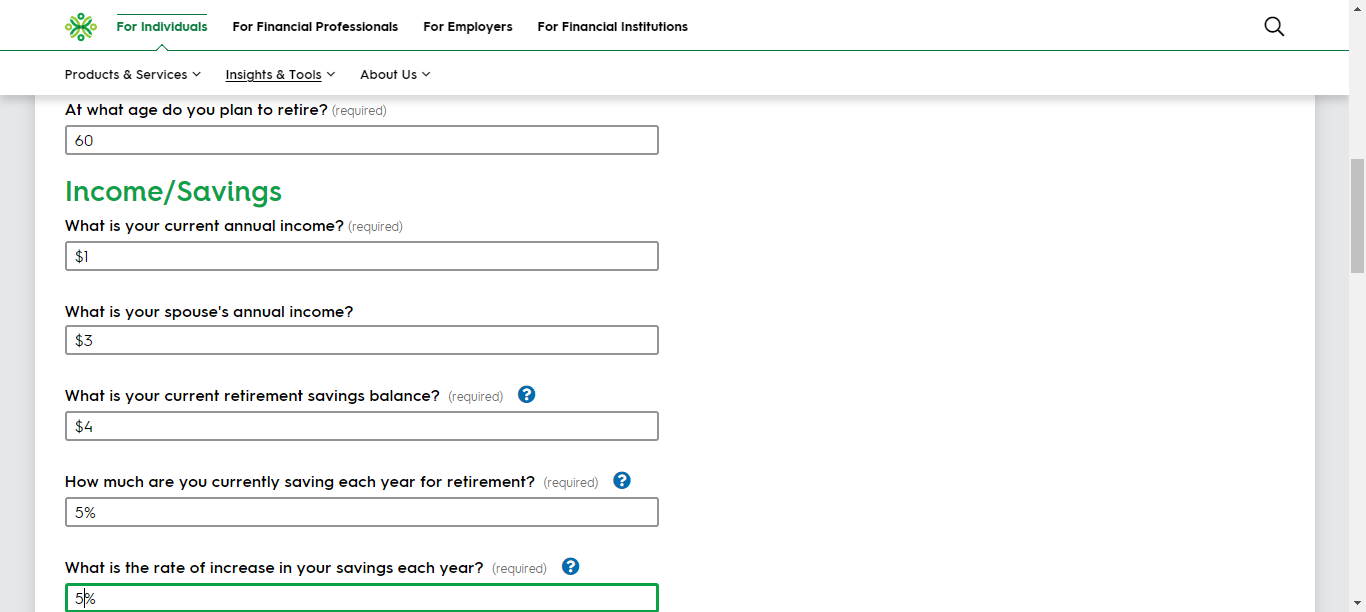 For Individuals For Financial Professionals For Employers For Financial Institutions
Products & Services Insights & Tools About Us
At what age do you plan to retire? (required)
60
Income/Savings
What is your current annual income? (required)
$1
What is your spouse's annual income?
$3
What is your current retirement savings balance? (required) ?
$4
How much are you currently saving each year for retirement? (required) ?
5%
What is the rate of increase in your savings each year? (required) ?
5%